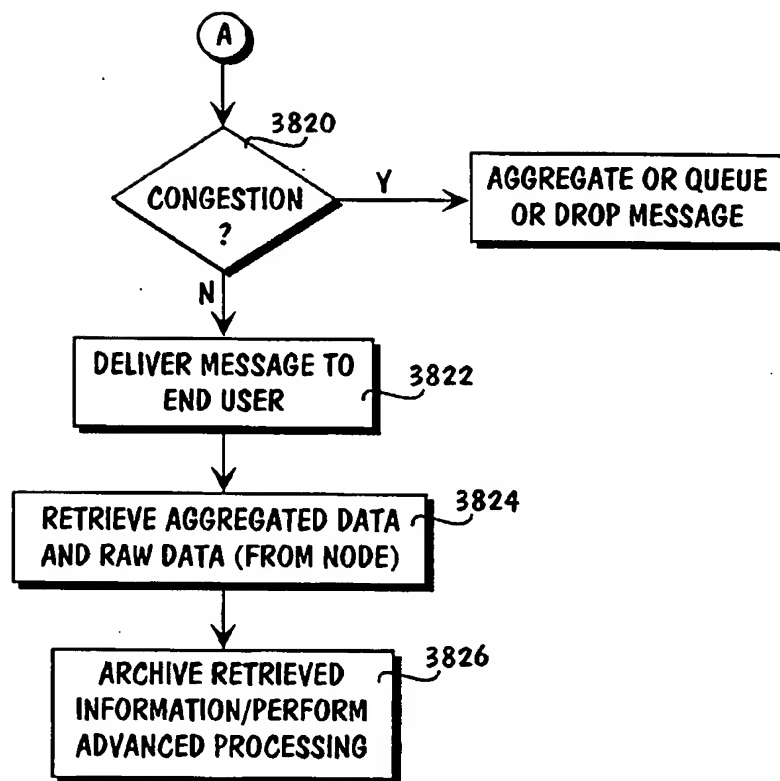 A
3820
CONGESTION
?
Y
AGGREGATE OR QUEUE
OR DROP MESSAGE
N
DELIVER MESSAGE TO
END USER
3822
RETRIEVE AGGREGATED DATA
AND RAW DATA (FROM NODE)
3824
ARCHIVE RETRIEVED
INFORMATION/PERFORM
ADVANCED PROCESSING
3826